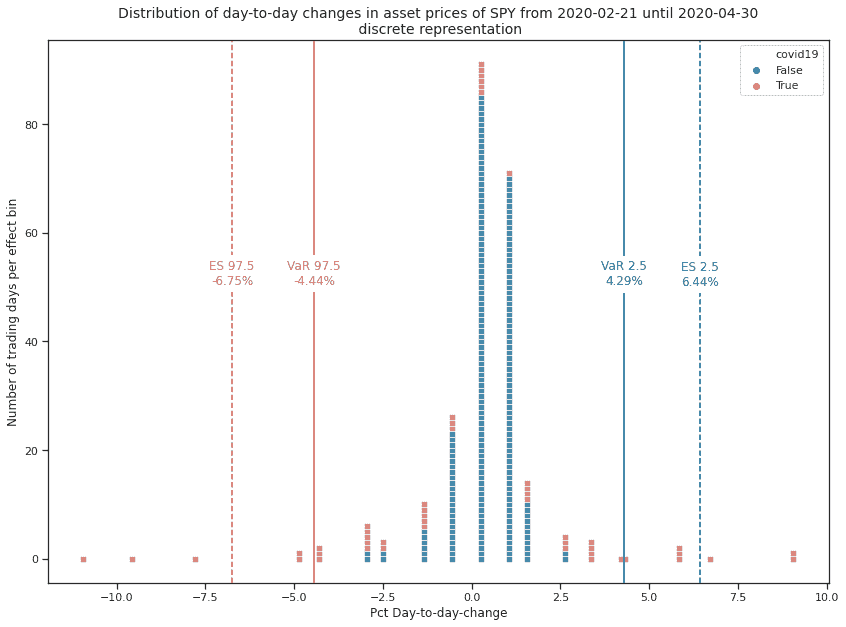 Distribution of day-to-day changes in asset prices of SPY from 2020-02-21 until 2020-04-30
discrete representation
covid19
False
True
Number of trading days per effect bin
80
60
40
20
0
ES 97.5
-6.75%
VaR 97.5
-4.44%
VaR 2.5
4.29%
ES 2.5
6.44%
−10.0
−7.5
−5.0
−2.5
0.0
2.5
5.0
7.5
10.0
Pct Day-to-day-change